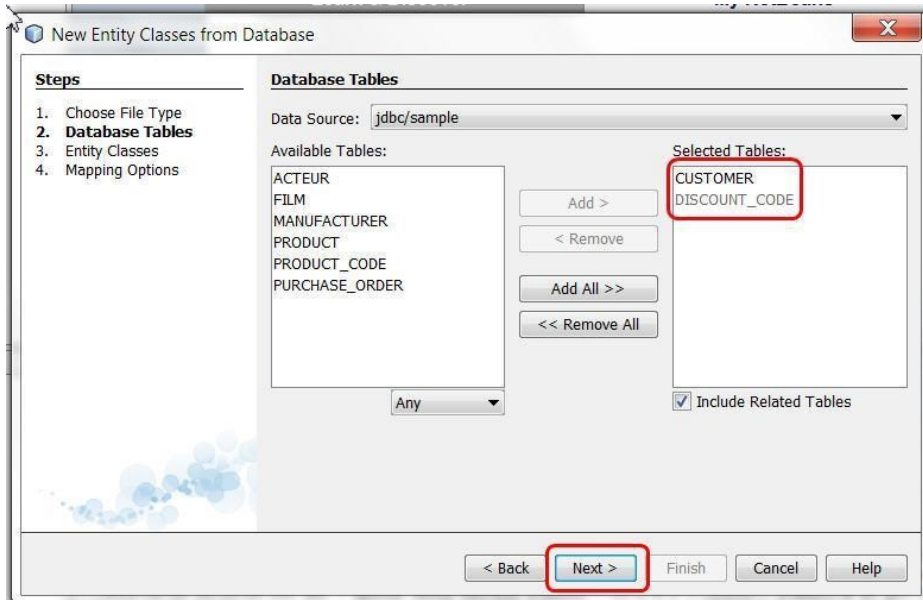 New Entity Classes from Database
Steps
1. Choose File Type
2. Database Tables
3. Entity Classes
4. Mapping Options
Database Tables
Data Source: jdbc/sample
Available Tables:
ACTEUR
FILM
MANUFACTURER
PRODUCT
PRODUCT_CODE
PURCHASE_ORDER
Any
Add >
< Remove
Add All >>
<< Remove All
Selected Tables:
CUSTOMER
DISCOUNT_CODE
Include Related Tables
< Back Next > Finish Cancel Help